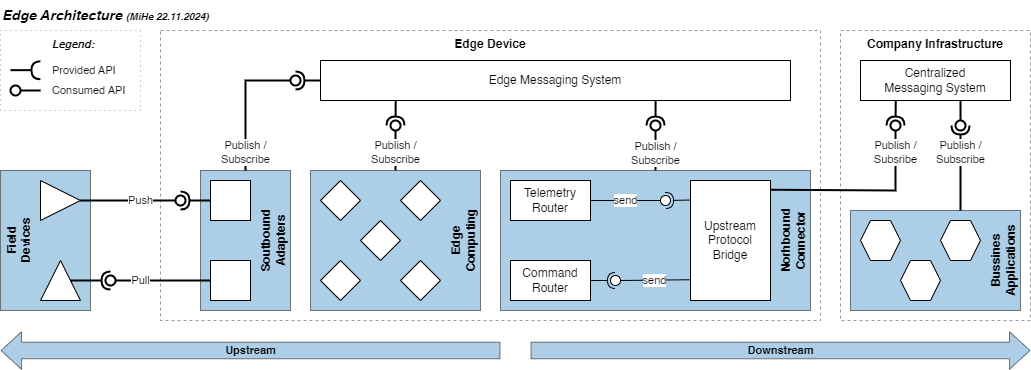 Edge Architecture (MiHe 22.11.2024)
Legend:
Provided API
Consumed API
Edge Device
Company Infrastructure
Edge Messaging System
Centralized
Messaging System
Publish /
Subscribe
Publish /
Subscribe
Publish /
Subscribe
Publish /
Subsribe
Publish /
Subscribe
Field
Devices
Push
Pull
Soutbound
Adapters
Edge
Computing
Telemetry
Router
send
Command
Router
send
Upstream
Protocol
Bridge
Norhbound
Connector
Bussines
Applications
Upstream
Downstream